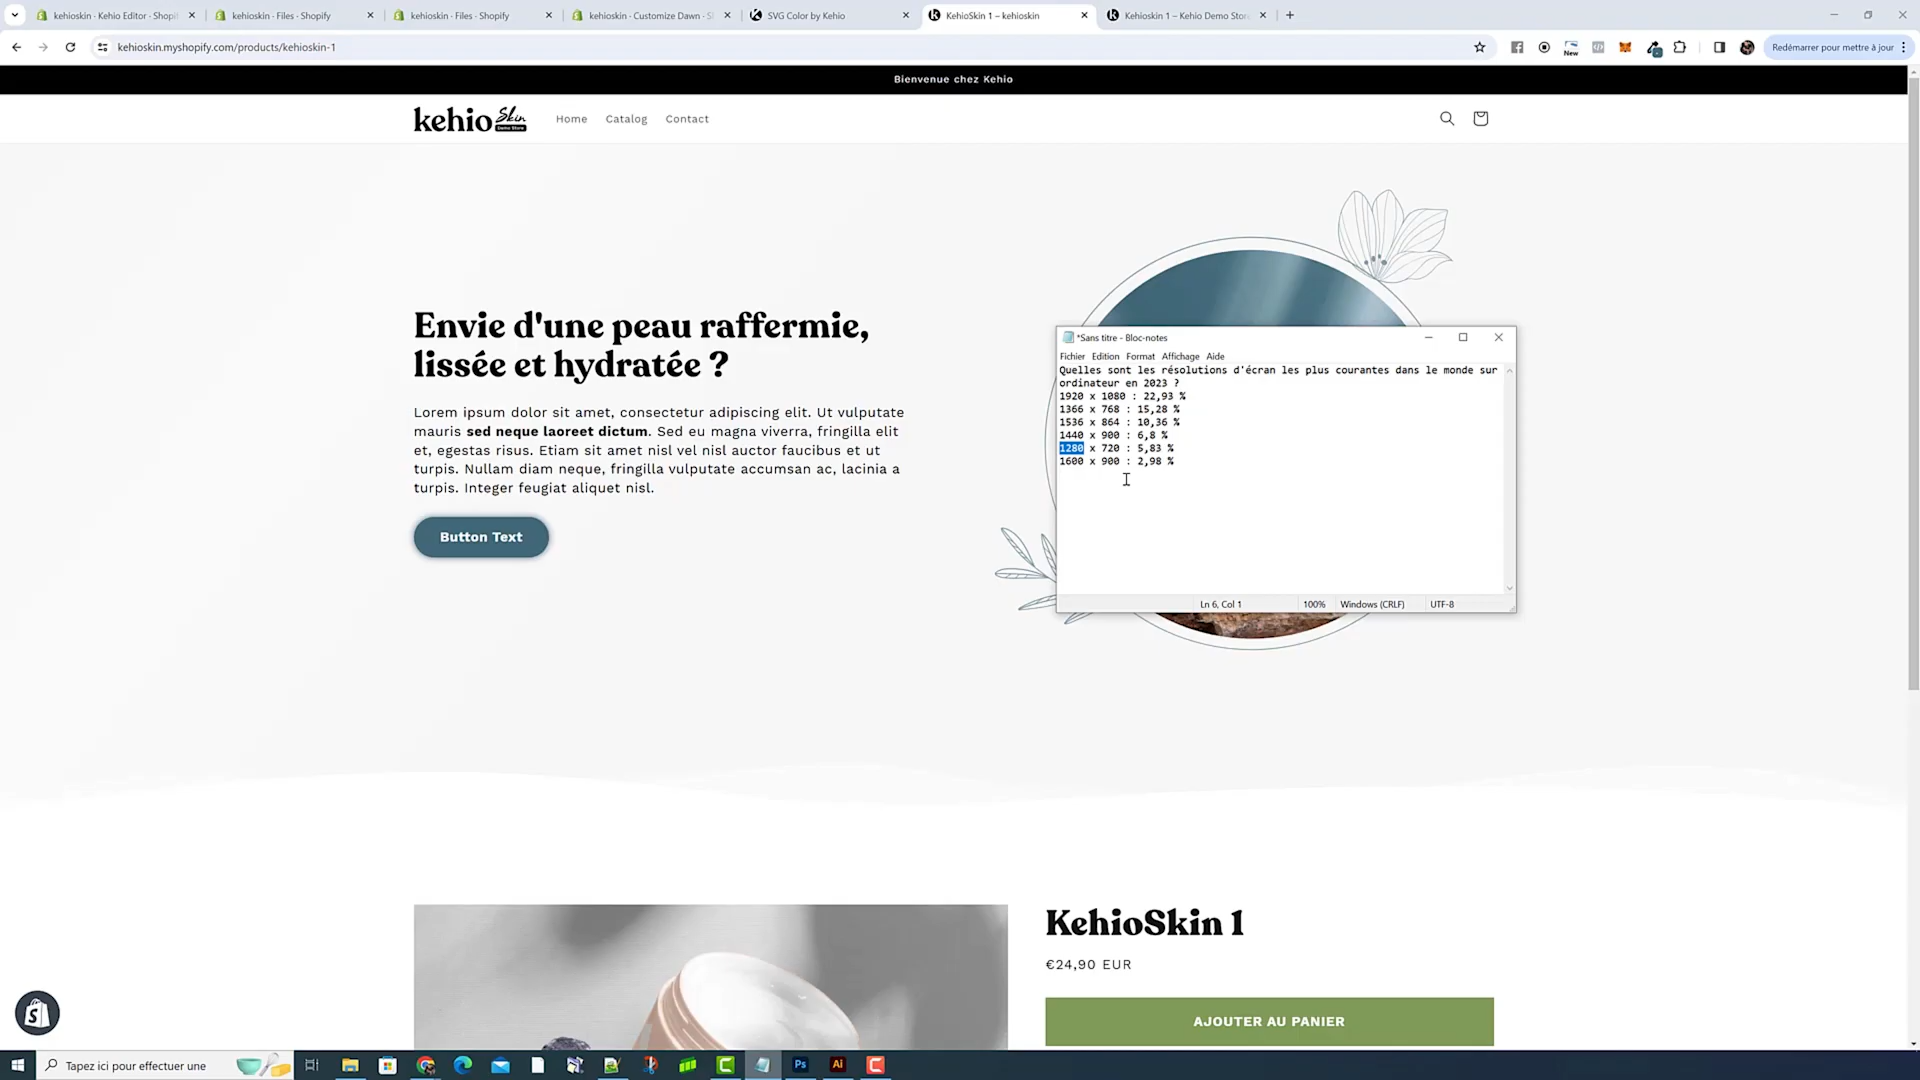 kehioskin - Kehio Editor · Shopif
kehioskin - Files · Shopify
kehioskin - Files · Shopify
kehioskin - Customize Dawn · S
SVG Color by Kehio
KehioSkin 1 – kehioskin
Kehioskin 1 – Kehio Demo Stor
kehioskin.myshopify.com/products/kehioskin-1
New
Redémarrer pour mettre à jour
Bienvenue chez Kehio
kehio Skin
Demo Store
Home
Catalog
Contact
Envie d'une peau raffermie,
lissée et hydratée ?
Lorem ipsum dolor sit amet, consectetur adipiscing elit. Ut vulputate
mauris sed neque laoreet dictum. Sed eu magna viverra, fringilla elit
et, egestas risus. Etiam sit amet nisl vel nisl auctor faucibus et ut
turpis. Nullam diam neque, fringilla vulputate accumsan ac, lacinia a
turpis. Integer feugiat aliquet nisl.
Button Text
*Sans titre - Bloc-notes
Fichier Edition Format Affichage Aide
Quelles sont les résolutions d'écran les plus courantes dans le monde sur
ordinateur en 2023 ?
1920 x 1080 : 22,93 %
1366 x 768 : 15,28 %
1536 x 864 : 10,36 %
1440 x 900 : 6,8 %
1280 x 720 : 5,83 %
1600 x 900 : 2,98 %
Ln 6, Col 1
100%
Windows (CRLF)
UTF-8
KehioSkin 1
€24,90 EUR
AJOUTER AU PANIER
Tapez ici pour effectuer une
Ps
Ai